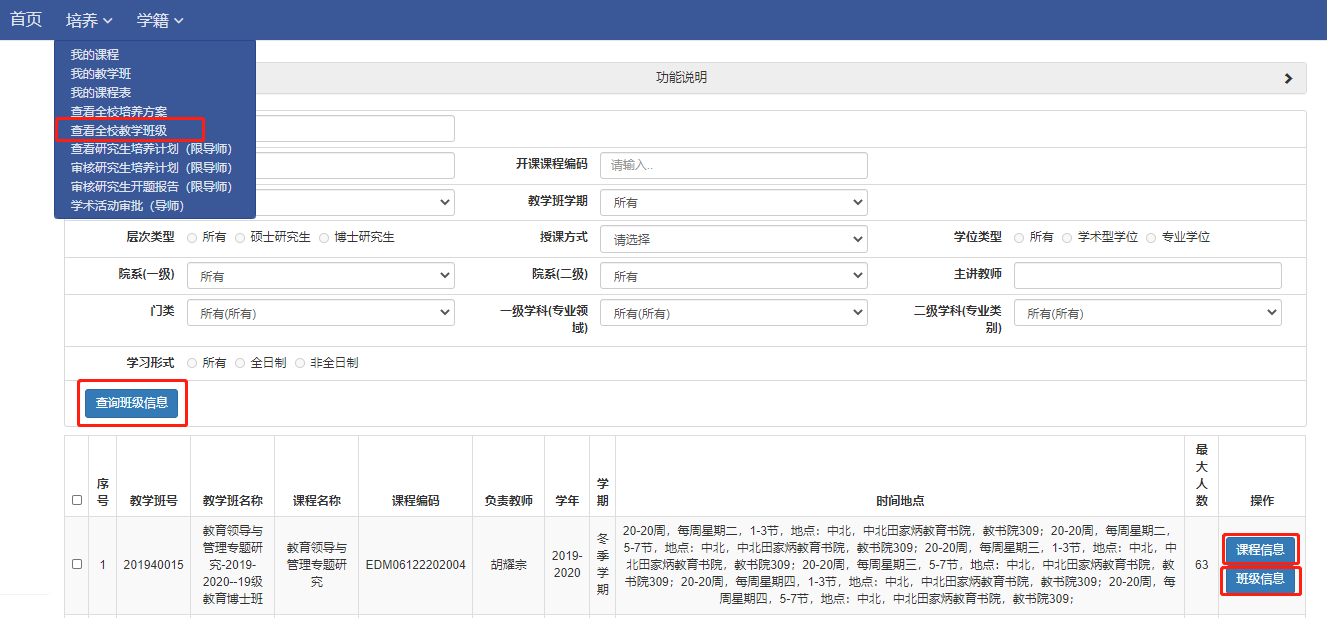 首页 培养 学籍
我的课程
我的教学班
我的课程表
查看全校培养方案
查看全校教学班级
查看研究生培养计划（限导师）
审核研究生培养计划（限导师）
审核研究生开题报告（限导师）
学术活动审批（导师）
功能说明
开课课程编码 请输入..
教学班学期 所有
层次类型 所有 硕士研究生 博士研究生 授课方式 请选择 学位类型 所有 学术型学位 专业学位
院系(一级) 所有 院系(二级) 所有 主讲教师
门类 所有(所有) 一级学科(专业领 所有(所有) 二级学科(专业类 所有(所有)
域) 别)
学习形式 所有 全日制 非全日制
查询班级信息
序号 教学班号 教学班名称 课程名称 课程编码 负责教师 学年 学期 时间地点 最大人数 操作
1
201940015
教育领导与
管理专题研
究-2019-
2020--19级
教育博士班
教育领导与
管理专题研
究
EDM06122202004
胡耀宗
2019-
2020
冬季学期
20-20周，每周星期二，1-3节，地点：中北，中北田家炳教育书院，教书院309；20-20周，每周星期二，
5-7节，地点：中北，中北田家炳教育书院，教书院309；20-20周，每周星期三，1-3节，地点：中北，中
北田家炳教育书院，教书院309；20-20周，每周星期三，5-7节，地点：中北，中北田家炳教育书院，教
书院309；20-20周，每周星期四，1-3节，地点：中北，中北田家炳教育书院，教书院309；20-20周，每
周星期四，5-7节，地点：中北，中北田家炳教育书院，教书院309；
63
课程信息
班级信息